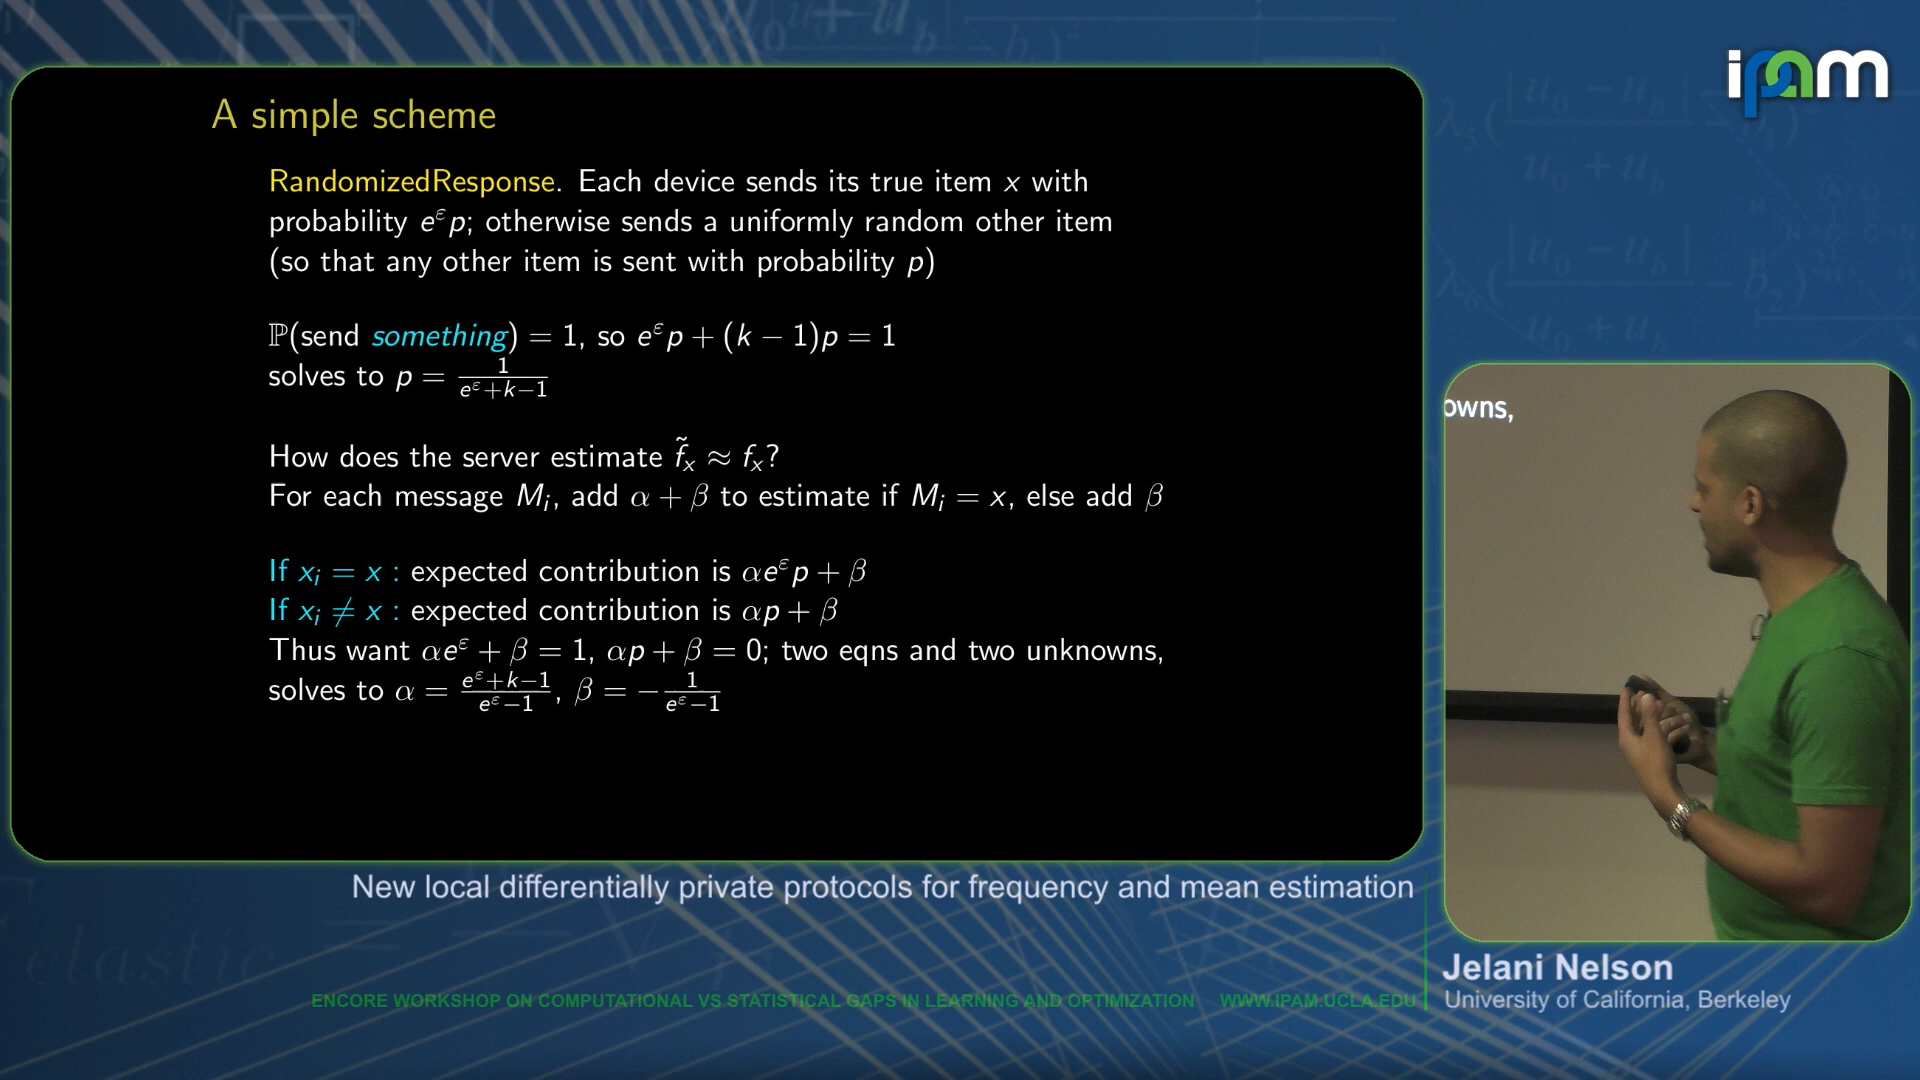 ipam
A simple scheme
RandomizedResponse. Each device sends its true item x with
probability e^ε p; otherwise sends a uniformly random other item
(so that any other item is sent with probability p)
ℙ(send something) = 1, so e^ε p + (k − 1)p = 1
solves to p = 1/(e^ε+k−1)
How does the server estimate f̃_x ≈ f_x?
For each message M_i, add α + β to estimate if M_i = x, else add β
If x_i = x : expected contribution is αe^ε p + β
If x_i ≠ x : expected contribution is αp + β
Thus want αe^ε + β = 1, αp + β = 0; two eqns and two unknowns,
solves to α = (e^ε+k−1)/(e^ε−1), β = −1/(e^ε−1)
owns,
New local differentially private protocols for frequency and mean estimation
Jelani Nelson
University of California, Berkeley
ENCORE WORKSHOP ON COMPUTATIONAL VS STATISTICAL GAPS IN LEARNING AND OPTIMIZATION WWW.IPAM.UCLA.EDU
elastic